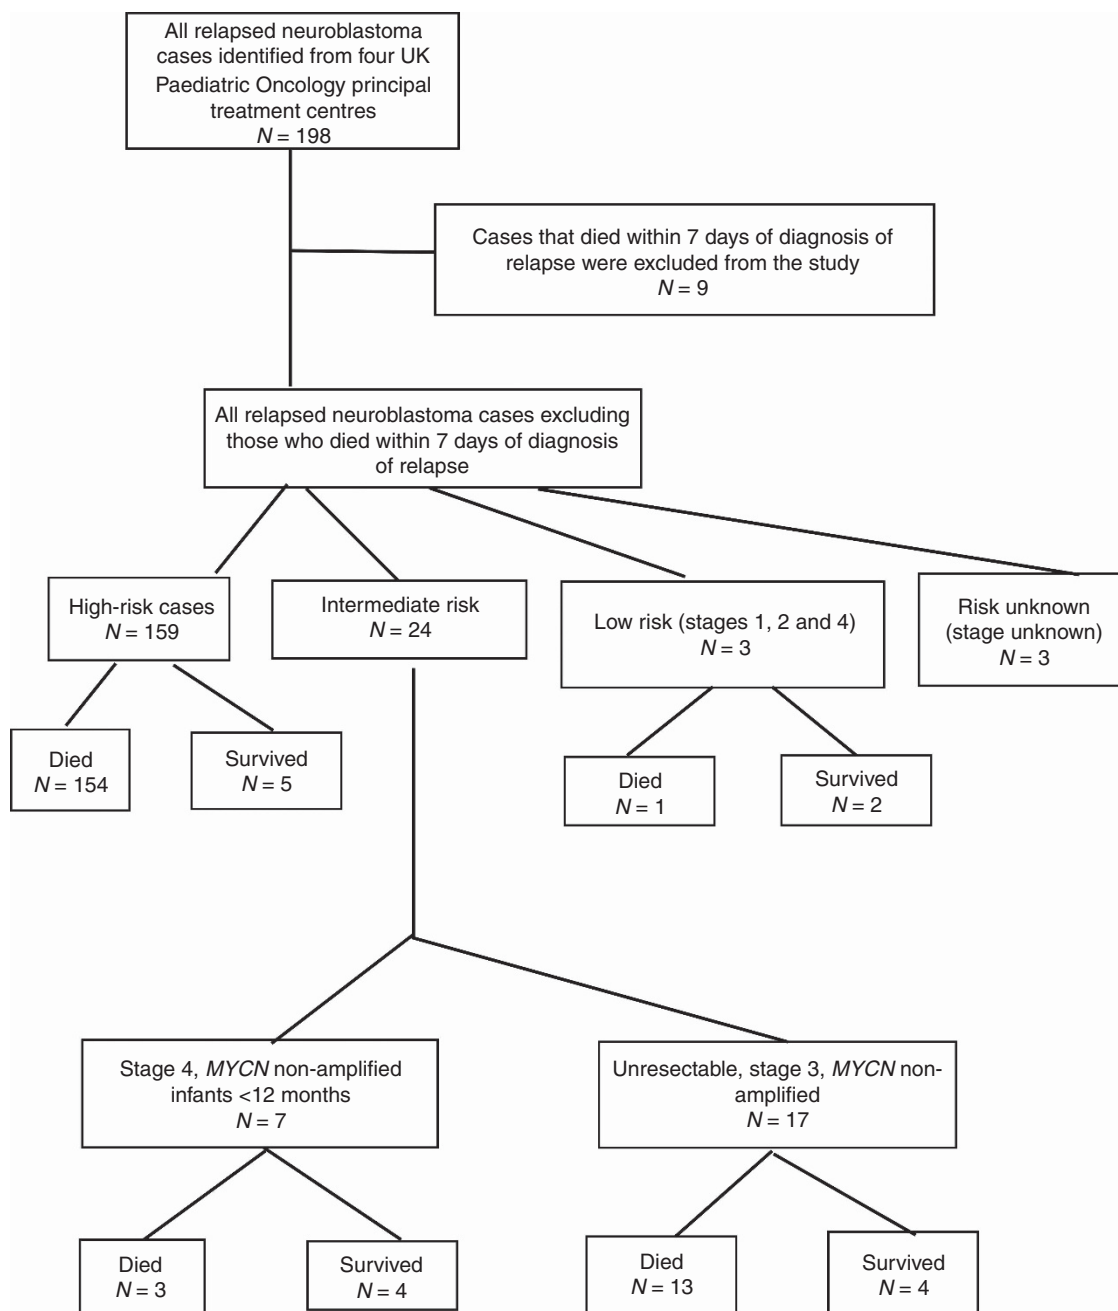 All relapsed neuroblastoma
cases identified from four UK
Paediatric Oncology principal
treatment centres
N = 198
Cases that died within 7 days of diagnosis of
relapse were excluded from the study
N = 9
All relapsed neuroblastoma cases excluding
those who died within 7 days of diagnosis
of relapse
High-risk cases
N = 159
Intermediate risk
N = 24
Low risk (stages 1, 2 and 4)
N = 3
Risk unknown
(stage unknown)
N = 3
Died
N = 154
Survived
N = 5
Died
N = 1
Survived
N = 2
Stage 4, MYCN non-amplified
infants <12 months
N = 7
Unresectable, stage 3, MYCN non-
amplified
N = 17
Died
N = 3
Survived
N = 4
Died
N = 13
Survived
N = 4